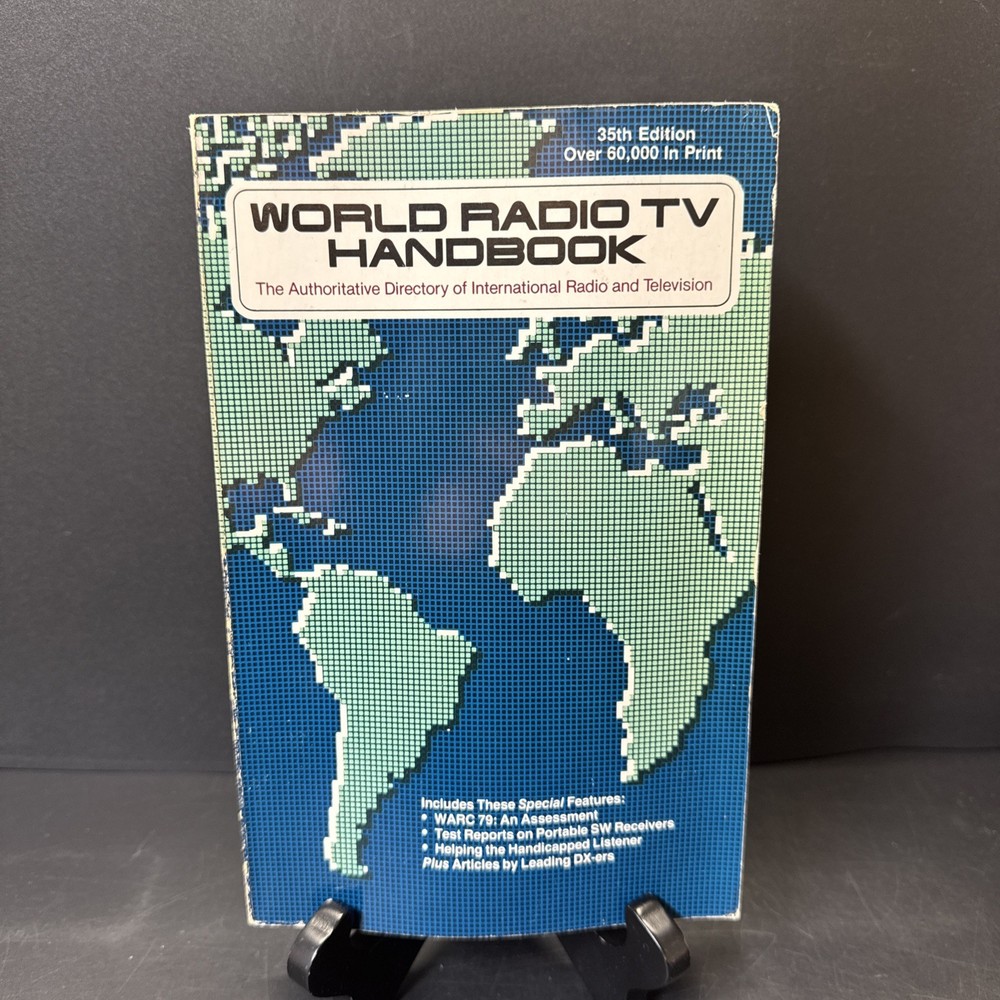 35th Edition
Over 60,000 In Print
WORLD RADIO TV
HANDBOOK
The Authoritative Directory of International Radio and Television
Includes These Special Features:
• WARC 79: An Assessment
• Test Reports on Portable SW Receivers
• Helping the Handicapped Listener
Plus Articles by Leading DX-ers